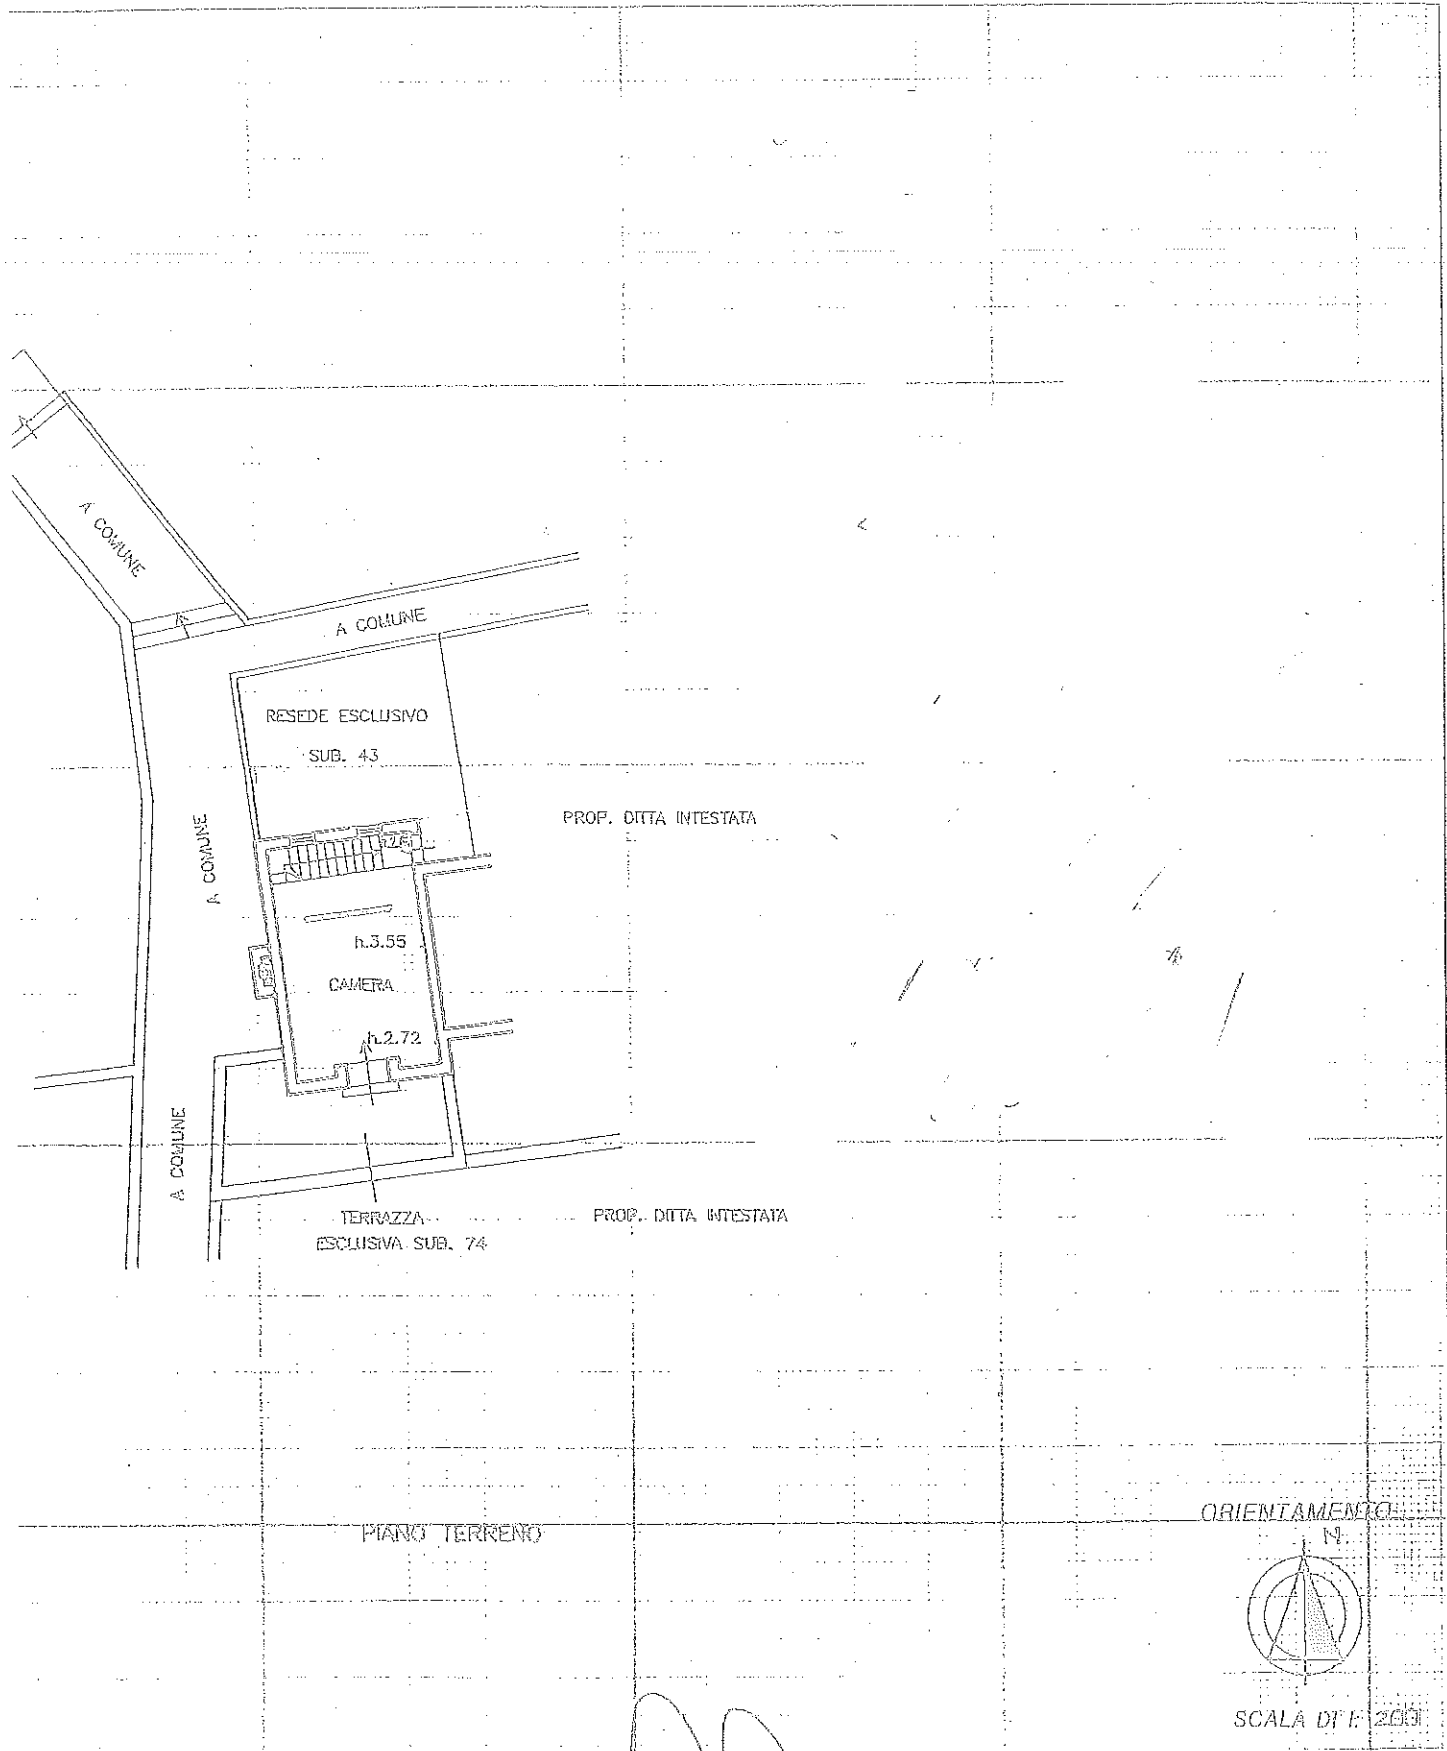 A COMUNE
A COMUNE
RESEDE ESCLUSIVO
SUB. 43
PROP. DITTA INTESTATA
A COMUNE
h.3.55
CAMERA
h.2.72
A COMUNE
TERRAZZA
ESCLUSIVA SUB. 74
PROP. DITTA INTESTATA
PIANO TERRENO
ORIENTAMENTO
N
SCALA DI 1: 200